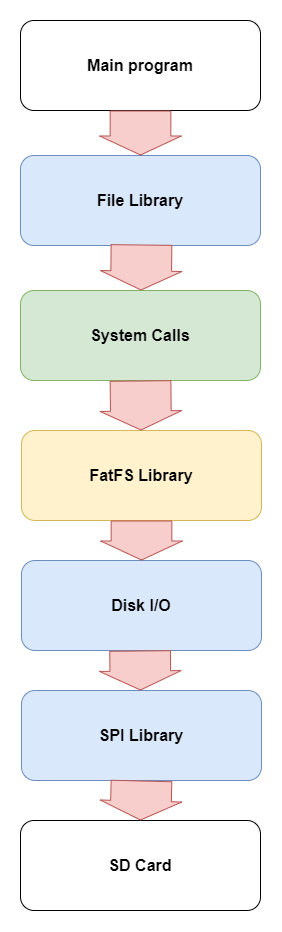 Main program
File Library
System Calls
FatFS Library
Disk I/O
SPI Library
SD Card